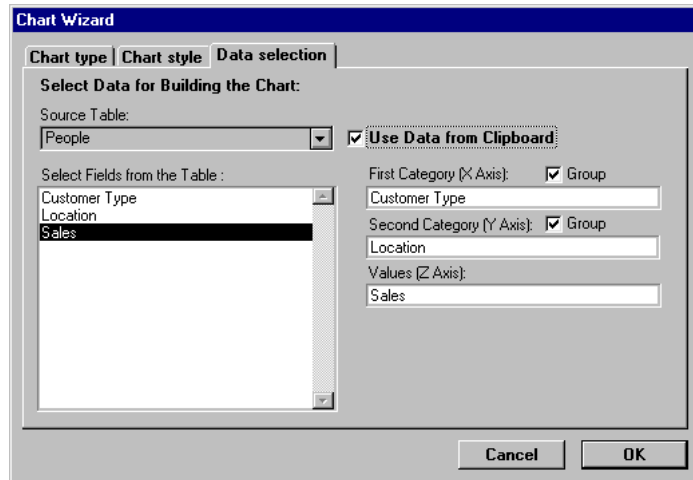 Chart Wizard
Chart type Chart style Data selection
Select Data for Building the Chart:
Source Table:
People
Use Data from Clipboard
Select Fields from the Table :
Customer Type
Location
Sales
First Category (X Axis): Group
Customer Type
Second Category (Y Axis): Group
Location
Values (Z Axis):
Sales
Cancel OK